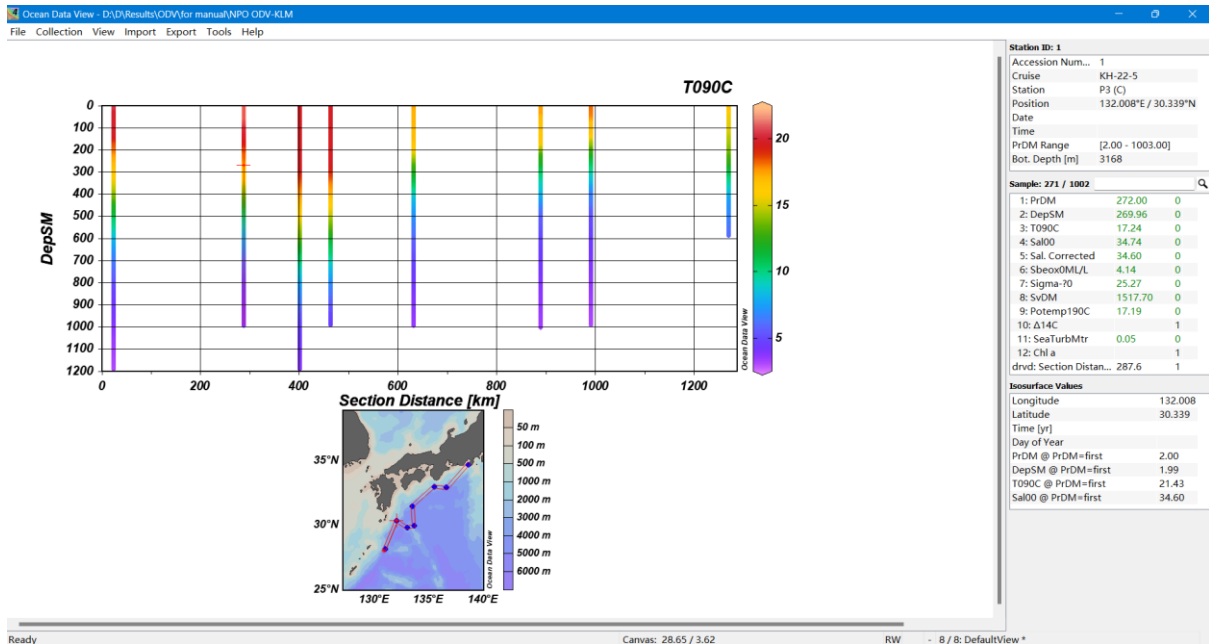 Ocean Data View - D:\D\Results\ODV\for manual\NPO ODV-KLM
File Collection View Import Export Tools Help
T090C
0
100
200
300
400
500
600
700
800
900
1000
1100
1200
DepSM
0 200 400 600 800 1000 1200
Section Distance [km]
20
15
10
5
Ocean Data View
35°N
30°N
25°N
130°E 135°E 140°E
50 m
100 m
500 m
1000 m
2000 m
3000 m
4000 m
5000 m
6000 m
Ocean Data View
Station ID: 1
Accession Num... 1
Cruise KH-22-5
Station P3 (C)
Position 132.008°E / 30.339°N
Date
Time
PrDM Range [2.00 - 1003.00]
Bot. Depth [m] 3168
Sample: 271 / 1002
1: PrDM 272.00 0
2: DepSM 269.96 0
3: T090C 17.24 0
4: Sal00 34.74 0
5: Sal. Corrected 34.60 0
6: Sbeox0ML/L 4.14 0
7: Sigma-?0 25.27 0
8: SvDM 1517.70 0
9: Potemp190C 17.19 0
10: Δ14C 1
11: SeaTurbMtr 0.05 0
12: Chl a 1
drvd: Section Distan... 287.6 1
Isosurface Values
Longitude 132.008
Latitude 30.339
Time [yr]
Day of Year
PrDM @ PrDM=first 2.00
DepSM @ PrDM=first 1.99
T090C @ PrDM=first 21.43
Sal00 @ PrDM=first 34.60
Ready Canvas: 28.65 / 3.62 RW - 8 / 8: DefaultView *